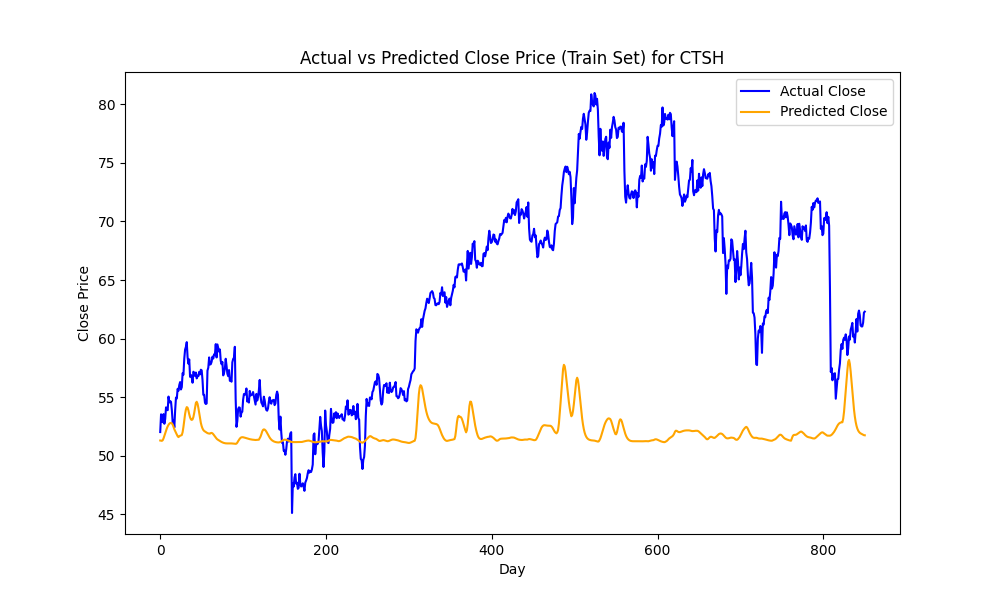 Actual vs Predicted Close Price (Train Set) for CTSH
Actual Close
Predicted Close
Close Price
80
75
70
65
60
55
50
45
0 200 400 600 800
Day